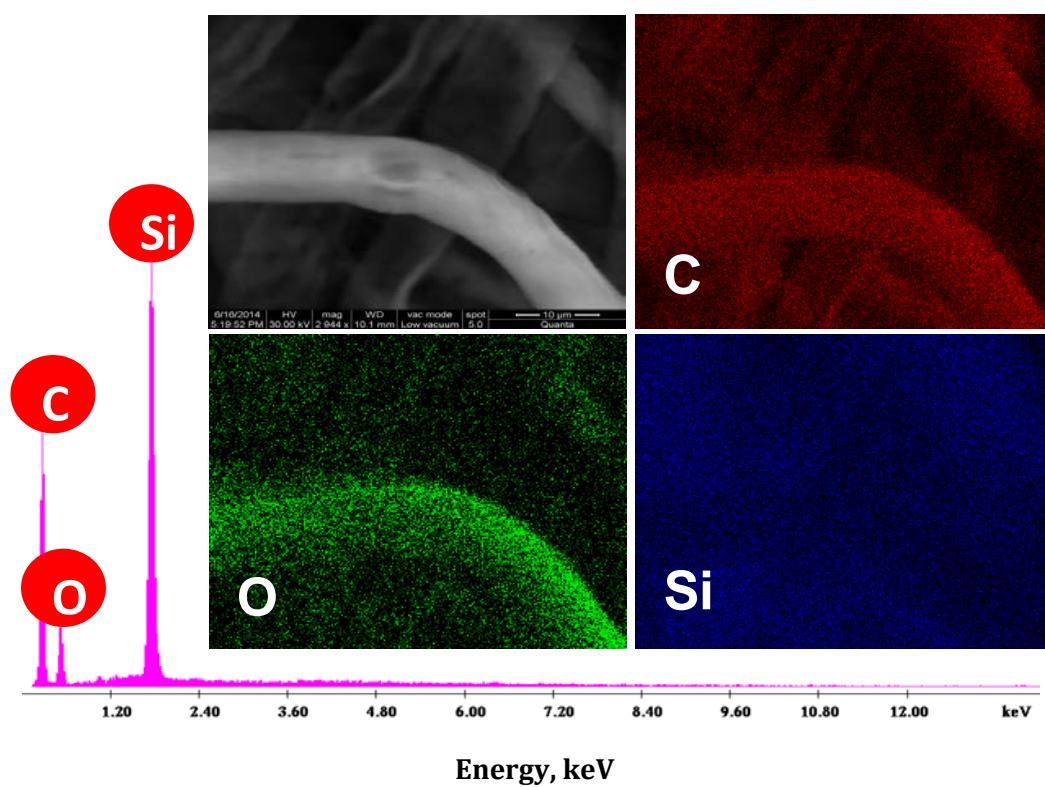 Si
C
O
6/16/2014 HV mag WD vac mode spot
5:19:52 PM 30.00 kV 2 944 x 10.1 mm Low vacuum 5.0
10 µm
Quanta
C
O
Si
1.20 2.40 3.60 4.80 6.00 7.20 8.40 9.60 10.80 12.00 keV
Energy, keV